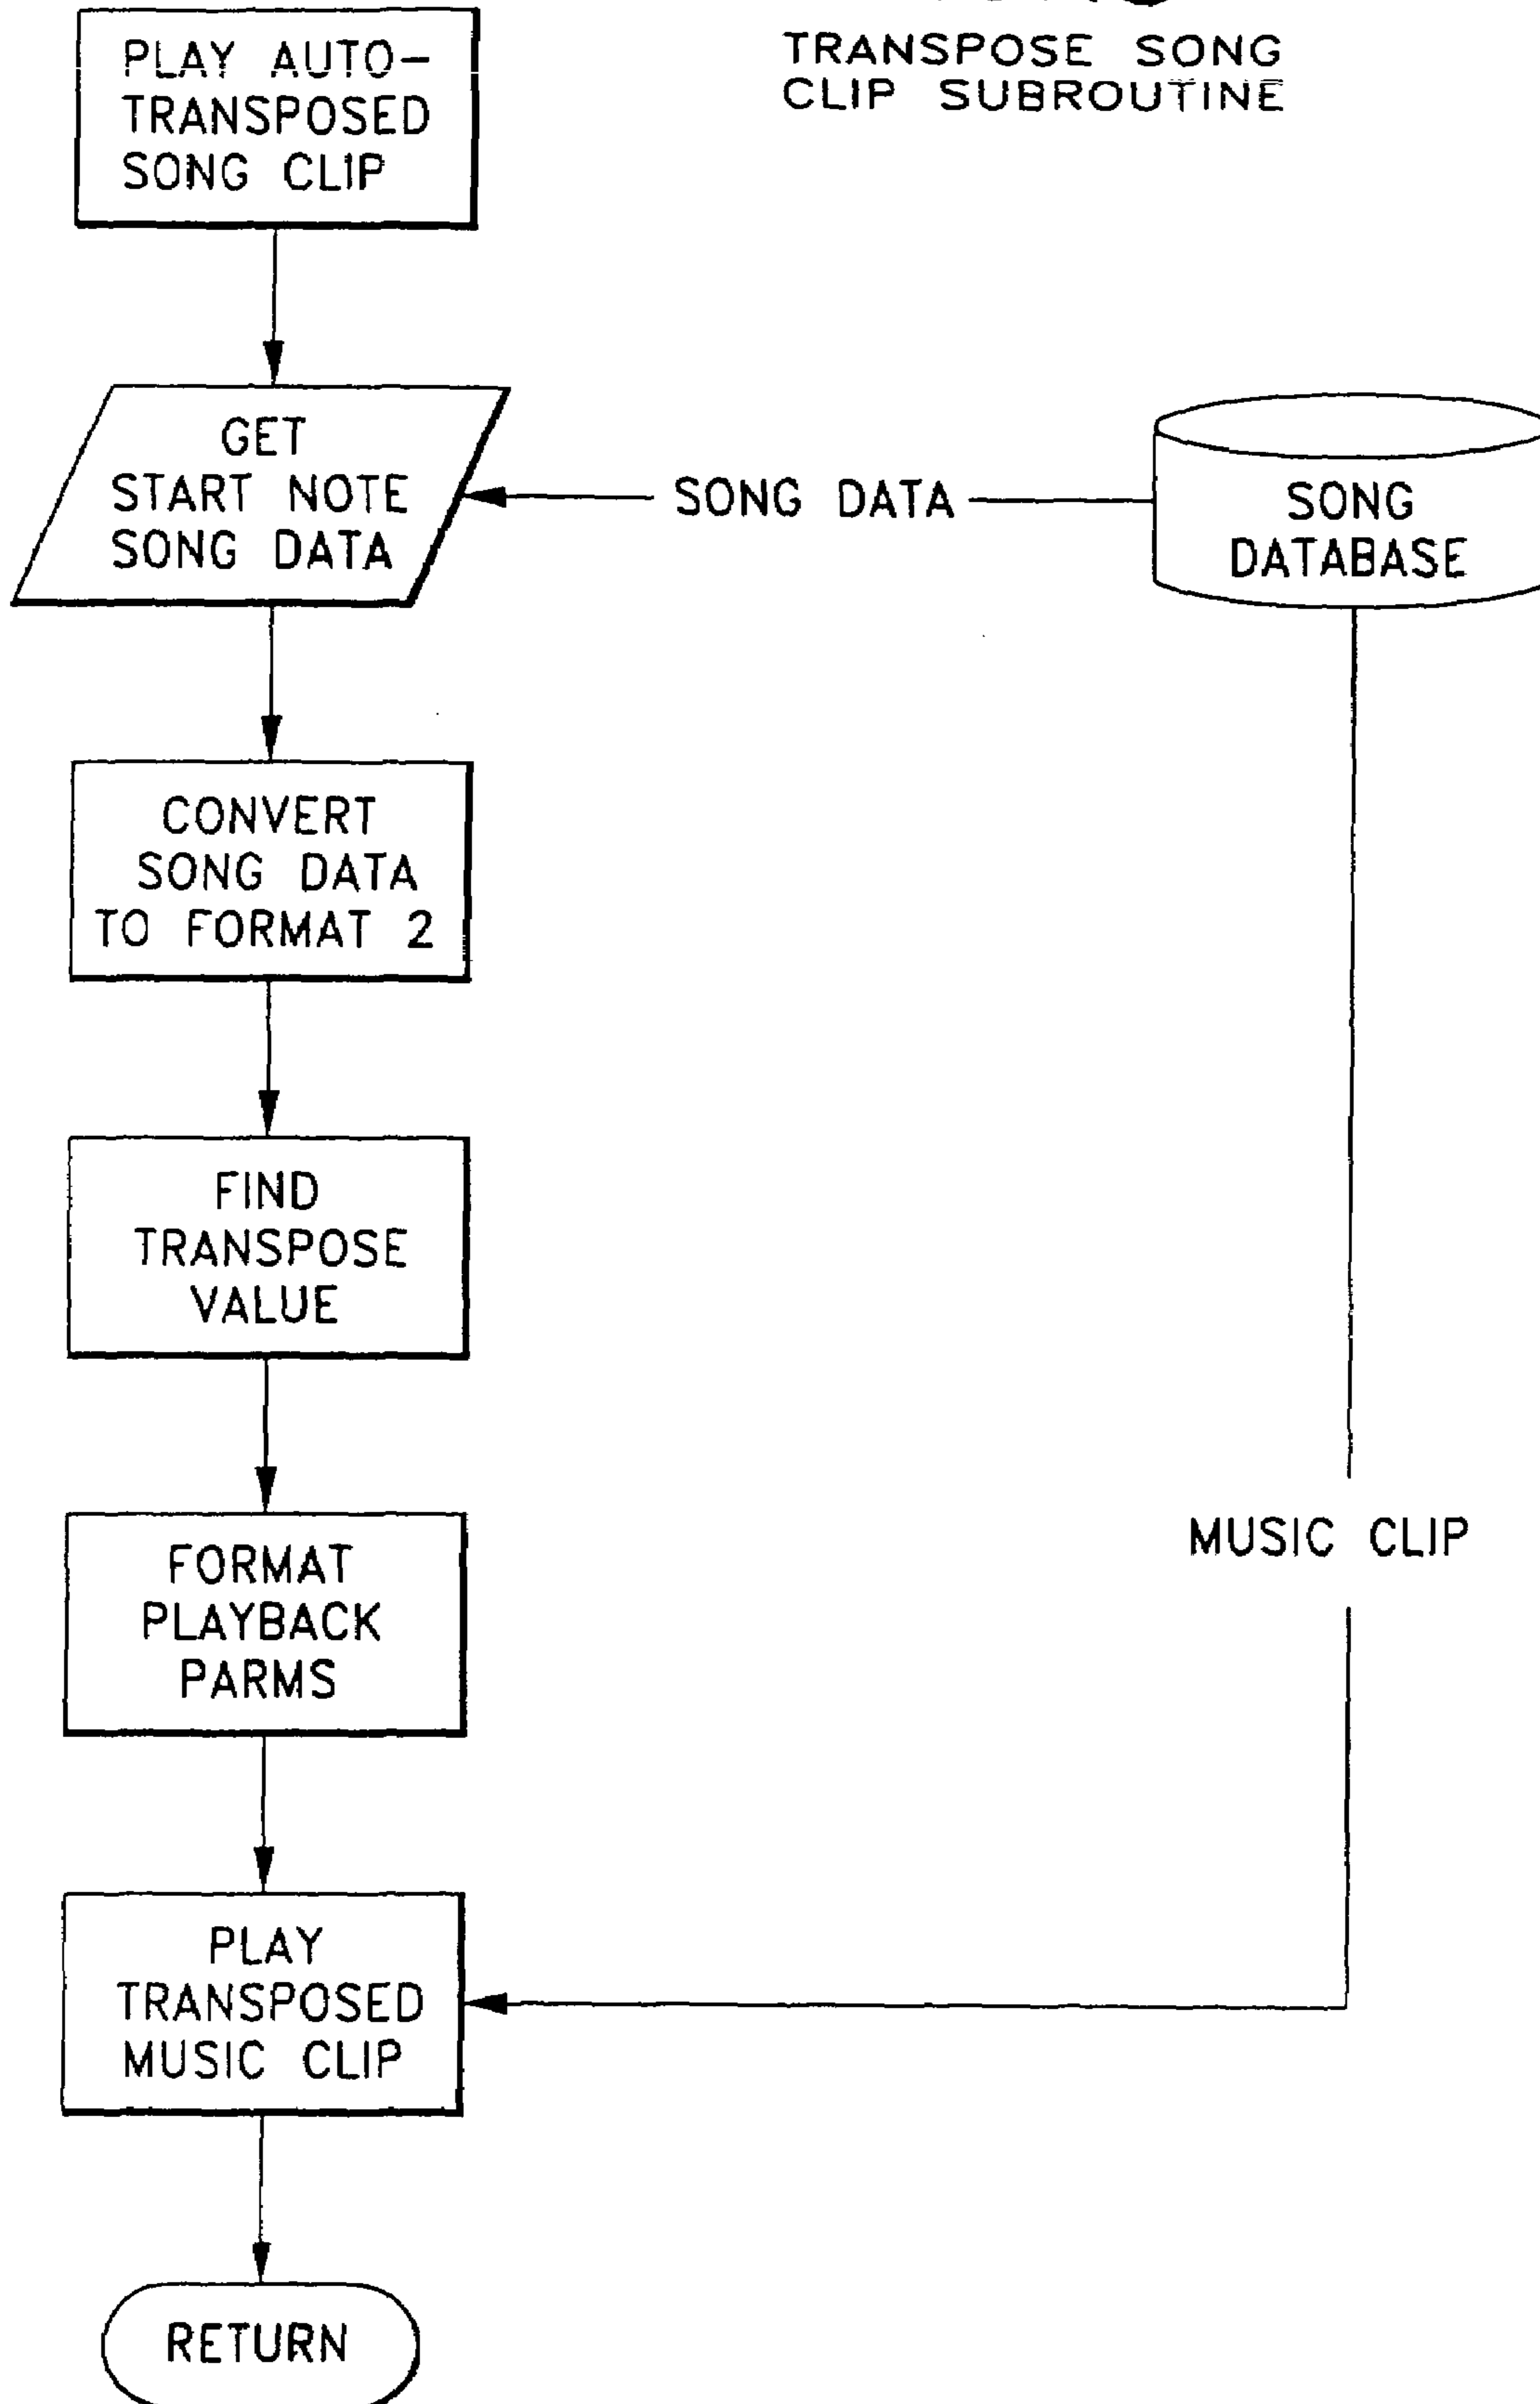 TRANSPOSE SONG
CLIP SUBROUTINE
PLAY AUTO-
TRANSPOSED
SONG CLIP
GET
START NOTE
SONG DATA
SONG DATA
SONG
DATABASE
CONVERT
SONG DATA
TO FORMAT 2
FIND
TRANSPOSE
VALUE
FORMAT
PLAYBACK
PARMS
MUSIC CLIP
PLAY
TRANSPOSED
MUSIC CLIP
RETURN